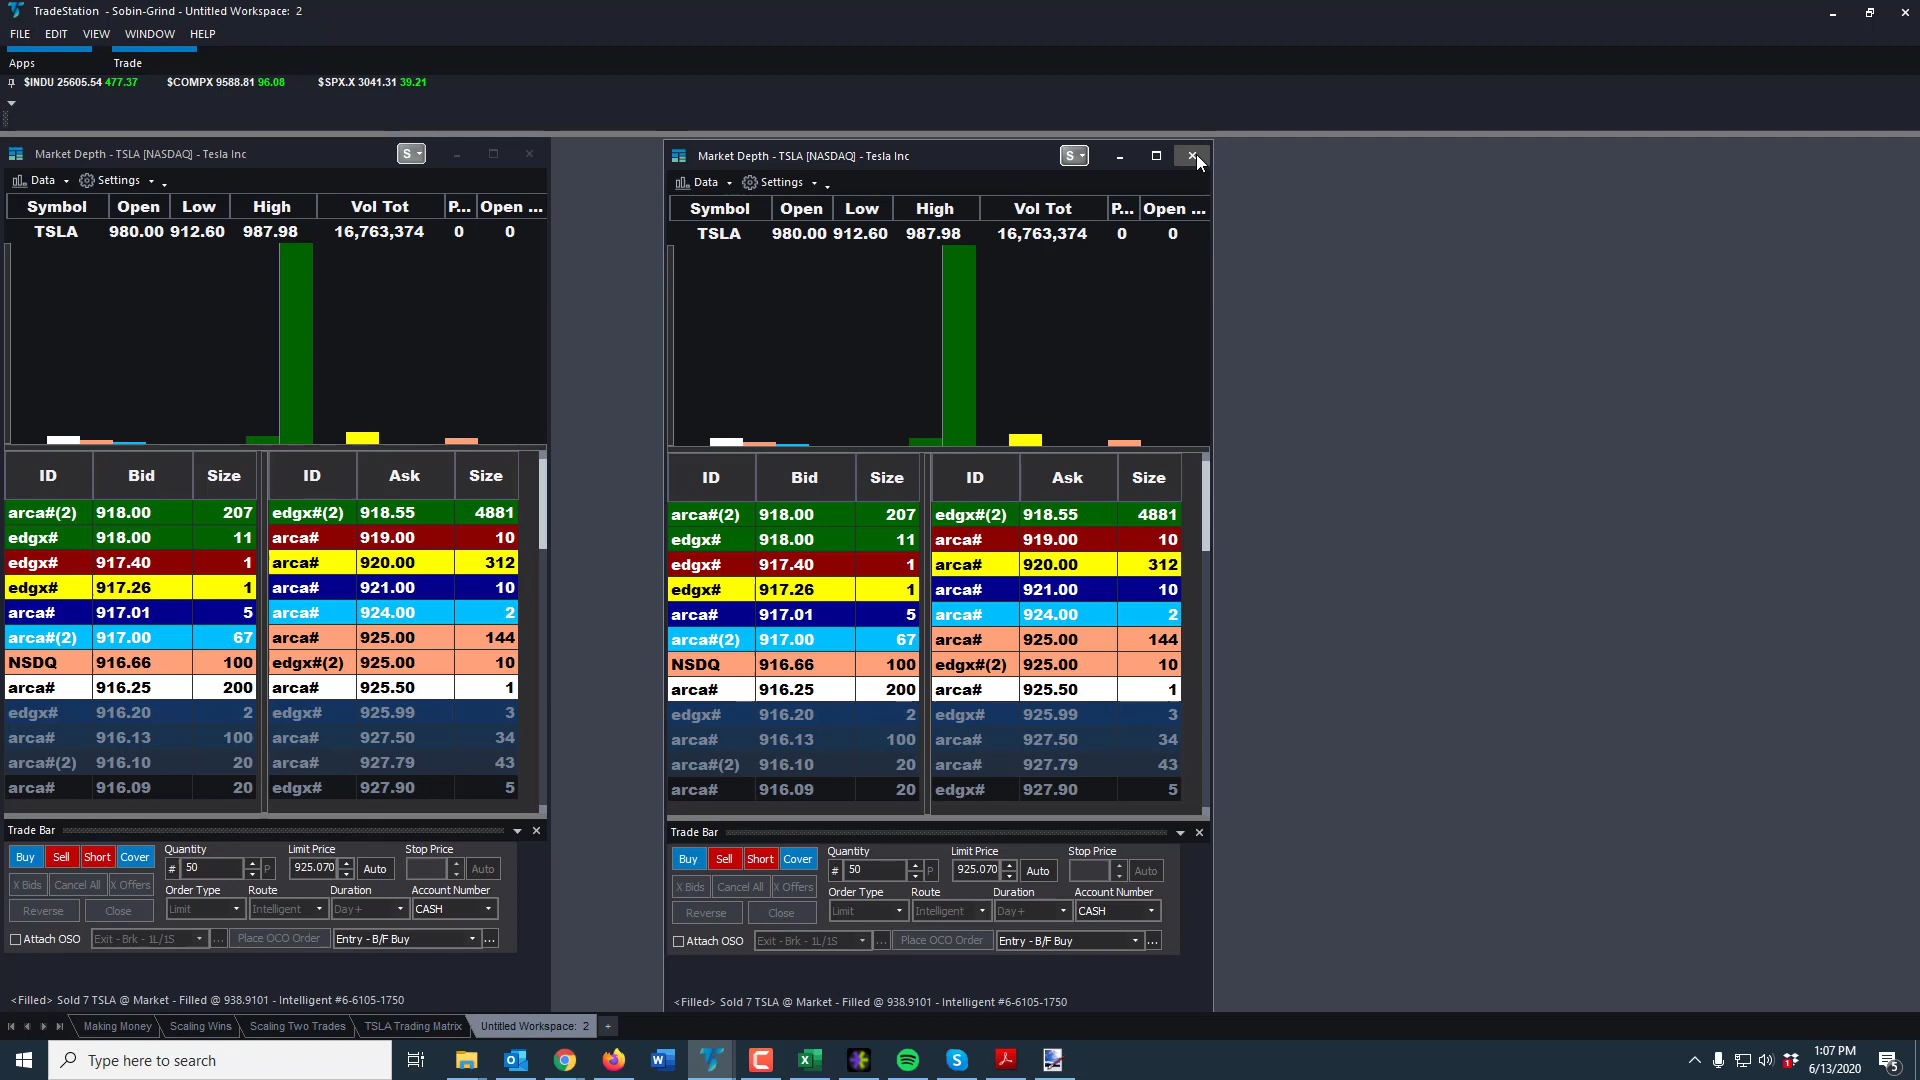 TradeStation - Sobin-Grind - Untitled Workspace: 2
FILE EDIT VIEW WINDOW HELP
Apps Trade
$INDU 25605.54 477.37 $COMPX 9588.81 96.08 $SPX.X 3041.31 39.21
Market Depth - TSLA [NASDAQ] - Tesla Inc S
Data Settings
Symbol Open Low High Vol Tot P... Open ...
TSLA 980.00 912.60 987.98 16,763,374 0 0
ID Bid Size ID Ask Size
arca#(2) 918.00 207 edgx#(2) 918.55 4881
edgx# 918.00 11 arca# 919.00 10
edgx# 917.40 1 arca# 920.00 312
edgx# 917.26 1 arca# 921.00 10
arca# 917.01 5 arca# 924.00 2
arca#(2) 917.00 67 arca# 925.00 144
NSDQ 916.66 100 edgx#(2) 925.00 10
arca# 916.25 200 arca# 925.50 1
edgx# 916.20 2 edgx# 925.99 3
arca# 916.13 100 arca# 927.50 34
arca#(2) 916.10 20 arca# 927.79 43
arca# 916.09 20 edgx# 927.90 5
Trade Bar
Buy Sell Short Cover Quantity Limit Price Stop Price
# 50 P 925.070 Auto Auto
X Bids Cancel All X Offers Order Type Route Duration Account Number
Reverse Close Limit Intelligent Day+ CASH
Attach OSO Exit - Brk - 1L/1S ... Place OCO Order Entry - B/F Buy ...
<Filled> Sold 7 TSLA @ Market - Filled @ 938.9101 - Intelligent #6-6105-1750
Market Depth - TSLA [NASDAQ] - Tesla Inc S
Data Settings
Symbol Open Low High Vol Tot P... Open ...
TSLA 980.00 912.60 987.98 16,763,374 0 0
ID Bid Size ID Ask Size
arca#(2) 918.00 207 edgx#(2) 918.55 4881
edgx# 918.00 11 arca# 919.00 10
edgx# 917.40 1 arca# 920.00 312
edgx# 917.26 1 arca# 921.00 10
arca# 917.01 5 arca# 924.00 2
arca#(2) 917.00 67 arca# 925.00 144
NSDQ 916.66 100 edgx#(2) 925.00 10
arca# 916.25 200 arca# 925.50 1
edgx# 916.20 2 edgx# 925.99 3
arca# 916.13 100 arca# 927.50 34
arca#(2) 916.10 20 arca# 927.79 43
arca# 916.09 20 edgx# 927.90 5
Trade Bar
Buy Sell Short Cover Quantity Limit Price Stop Price
# 50 P 925.070 Auto Auto
X Bids Cancel All X Offers Order Type Route Duration Account Number
Reverse Close Limit Intelligent Day+ CASH
Attach OSO Exit - Brk - 1L/1S ... Place OCO Order Entry - B/F Buy ...
<Filled> Sold 7 TSLA @ Market - Filled @ 938.9101 - Intelligent #6-6105-1750
Making Money Scaling Wins Scaling Two Trades TSLA Trading Matrix Untitled Workspace: 2 +
Type here to search
1:07 PM
6/13/2020
5